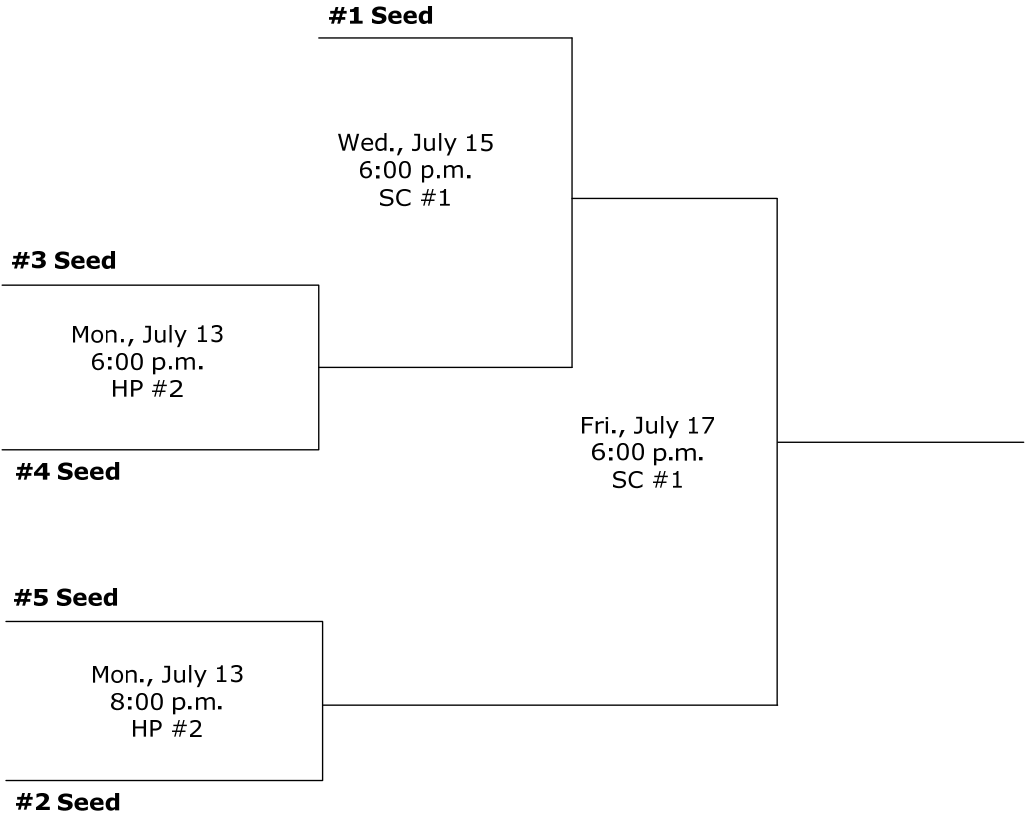 #1 Seed
Wed., July 15
6:00 p.m.
SC #1
#3 Seed
Mon., July 13
6:00 p.m.
HP #2
#4 Seed
Fri., July 17
6:00 p.m.
SC #1
#5 Seed
Mon., July 13
8:00 p.m.
HP #2
#2 Seed